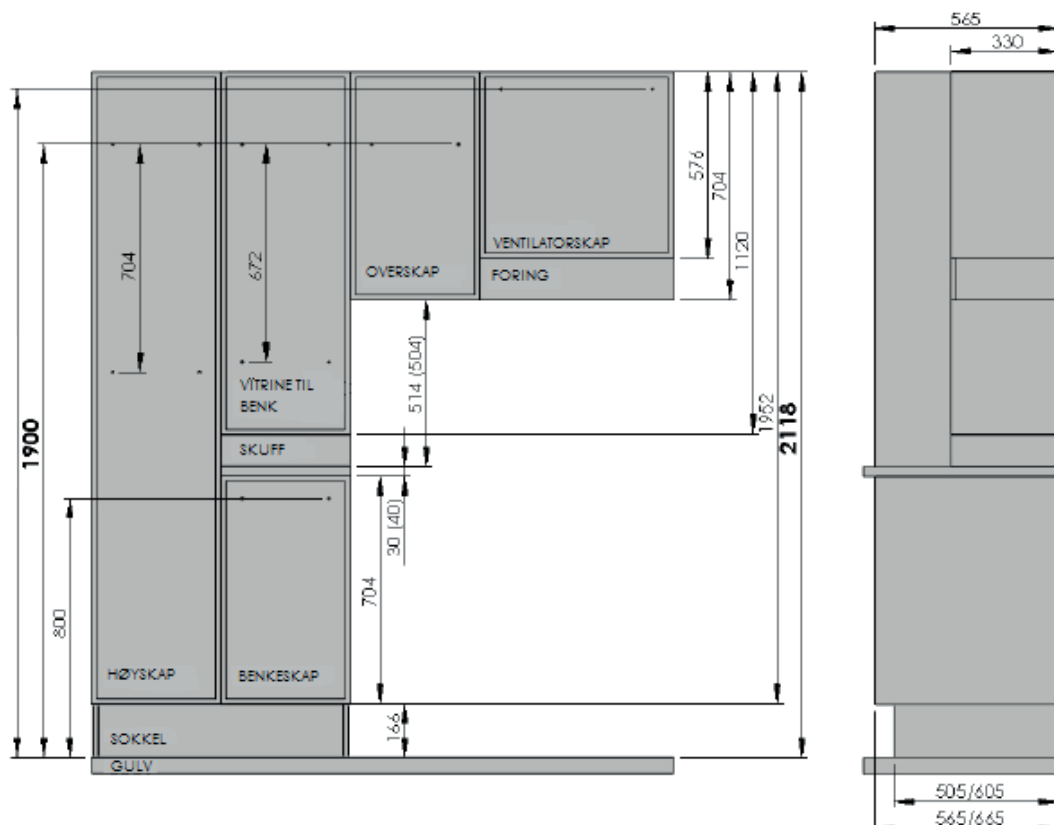 565
330
576
704
1120
VENTILATORSKAP
704
672
OVERSKAP
FORING
514 (504)
VITRINE TIL
BENK
1952
2118
1900
SKUFF
30 (40)
800
704
HØYSKAP
BENKESKAP
166
SOKKEL
GULV
505/605
565/665